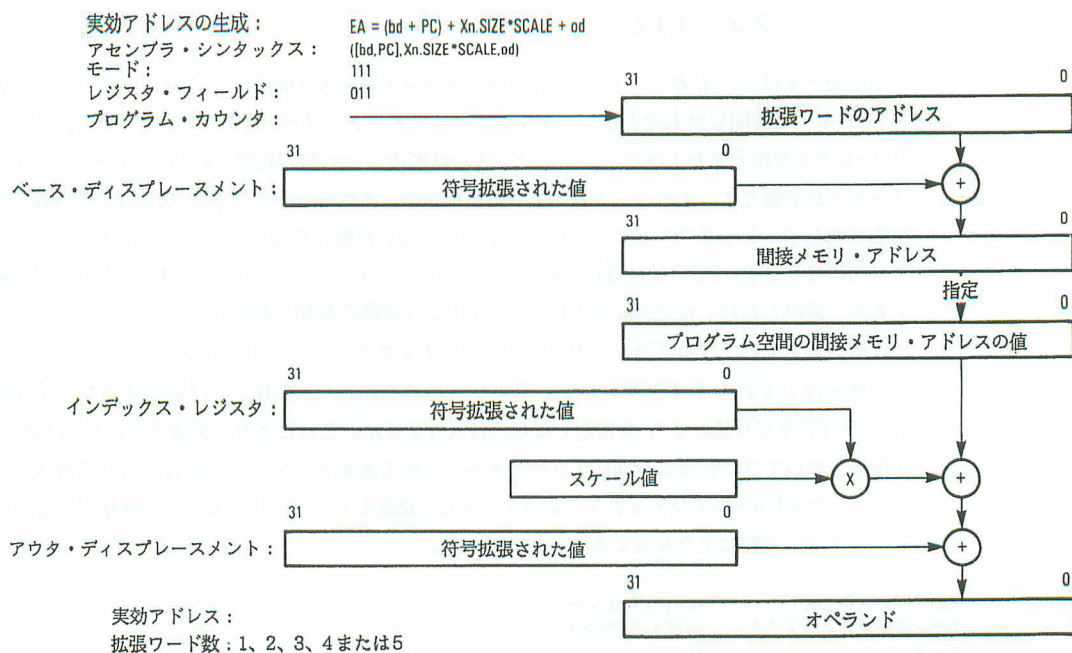 実効アドレスの生成： EA = (bd + PC) + Xn.SIZE*SCALE + od
アセンブラ・シンタックス： ([bd,PC],Xn.SIZE*SCALE,od)
モード： 111
レジスタ・フィールド： 011
プログラム・カウンタ：
31 0
拡張ワードのアドレス
31 0
ベース・ディスプレースメント： 符号拡張された値 +
31 0
間接メモリ・アドレス
指定
31 0
プログラム空間の間接メモリ・アドレスの値
31 0
インデックス・レジスタ： 符号拡張された値
スケール値 X +
31 0
アウタ・ディスプレースメント： 符号拡張された値 +
31 0
オペランド
実効アドレス：
拡張ワード数：1、2、3、4または5